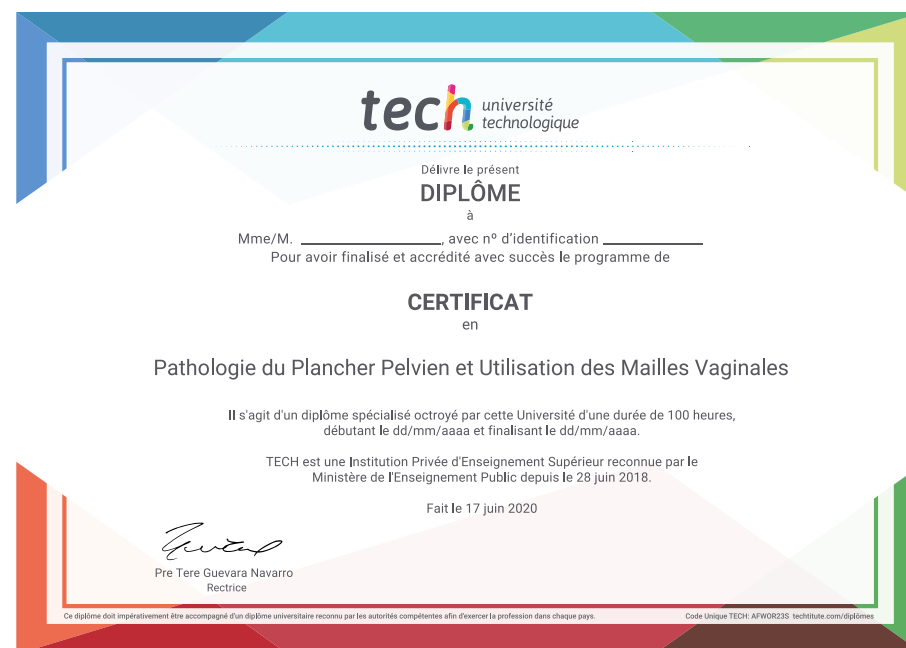 tech université
technologique
Délivre le présent
DIPLÔME
à
Mme/M. ____________________, avec nº d'identification ______________
Pour avoir finalisé et accrédité avec succès le programme de
CERTIFICAT
en
Pathologie du Plancher Pelvien et Utilisation des Mailles Vaginales
Il s'agit d'un diplôme spécialisé octroyé par cette Université d'une durée de 100 heures,
débutant le dd/mm/aaaa et finalisant le dd/mm/aaaa.
TECH est une Institution Privée d'Enseignement Supérieur reconnue par le
Ministère de l'Enseignement Public depuis le 28 juin 2018.
Fait le 17 juin 2020
Pre Tere Guevara Navarro
Rectrice
Ce diplôme doit impérativement être accompagné d'un diplôme universitaire reconnu par les autorités compétentes afin d'exercer la profession dans chaque pays. Code Unique TECH: AFWOR23S techtitute.com/diplômes